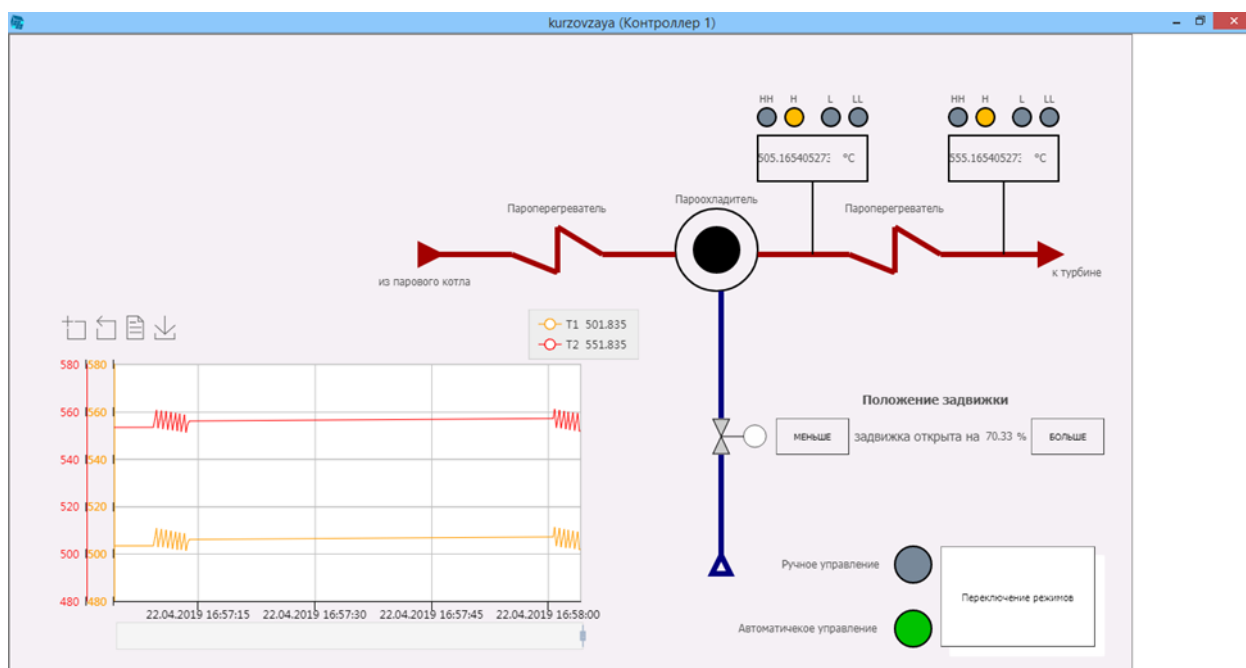 kurzovzaya (Контроллер 1)
HH H L LL
HH H L LL
505.165405273 °C
555.165405273 °C
Пароперегреватель
Пароохладитель
Пароперегреватель
из парового котла
к турбине
T1 501.835
T2 551.835
580 580
560 560
540 540
520 520
500 500
480 480
22.04.2019 16:57:15 22.04.2019 16:57:30 22.04.2019 16:57:45 22.04.2019 16:58:00
Положение задвижки
МЕНЬШЕ
задвижка открыта на 70.33 %
БОЛЬШЕ
Ручное управление
Автоматичекое управление
Переключение режимов